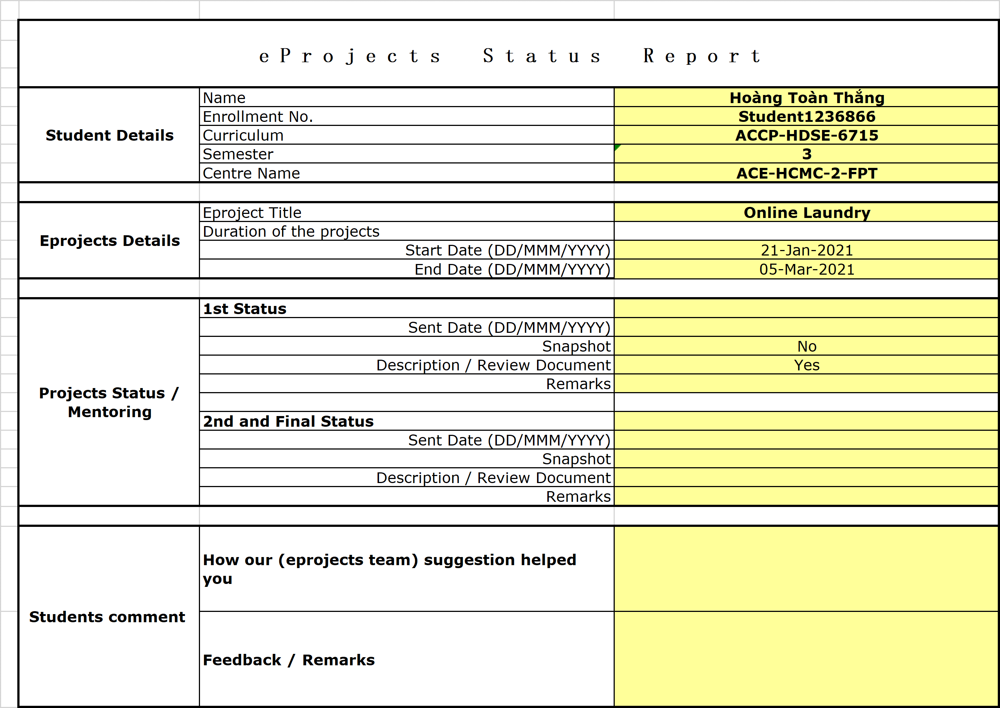 eProjects Status Report
Student Details
Name
Hoàng Toàn Thắng
Enrollment No.
Student1236866
Curriculum
ACCP-HDSE-6715
Semester
3
Centre Name
ACE-HCMC-2-FPT
Eprojects Details
Eproject Title
Online Laundry
Duration of the projects
Start Date (DD/MMM/YYYY)
21-Jan-2021
End Date (DD/MMM/YYYY)
05-Mar-2021
Projects Status /
Mentoring
1st Status
Sent Date (DD/MMM/YYYY)
Snapshot
No
Description / Review Document
Yes
Remarks
2nd and Final Status
Sent Date (DD/MMM/YYYY)
Snapshot
Description / Review Document
Remarks
Students comment
How our (eprojects team) suggestion helped
you
Feedback / Remarks